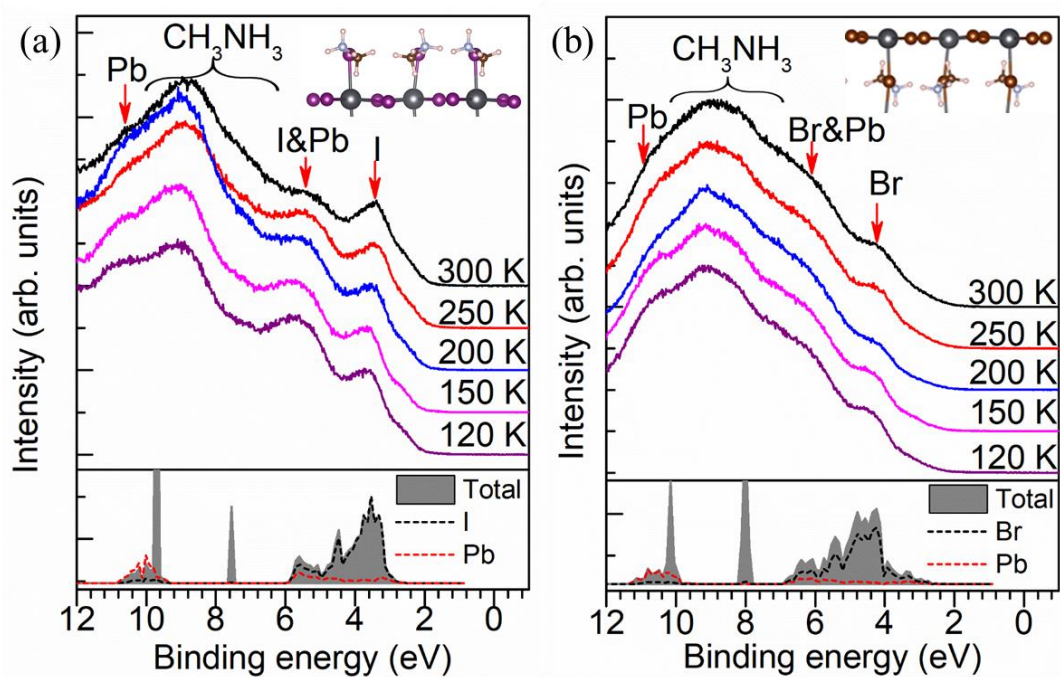 (a)
CH₃NH₃
Pb
I&Pb
I
300 K
250 K
200 K
150 K
120 K
Intensity (arb. units)
Total
I
Pb
12 10 8 6 4 2 0
Binding energy (eV)
(b)
CH₃NH₃
Pb
Br&Pb
Br
300 K
250 K
200 K
150 K
120 K
Intensity (arb. units)
Total
Br
Pb
12 10 8 6 4 2 0
Binding energy (eV)